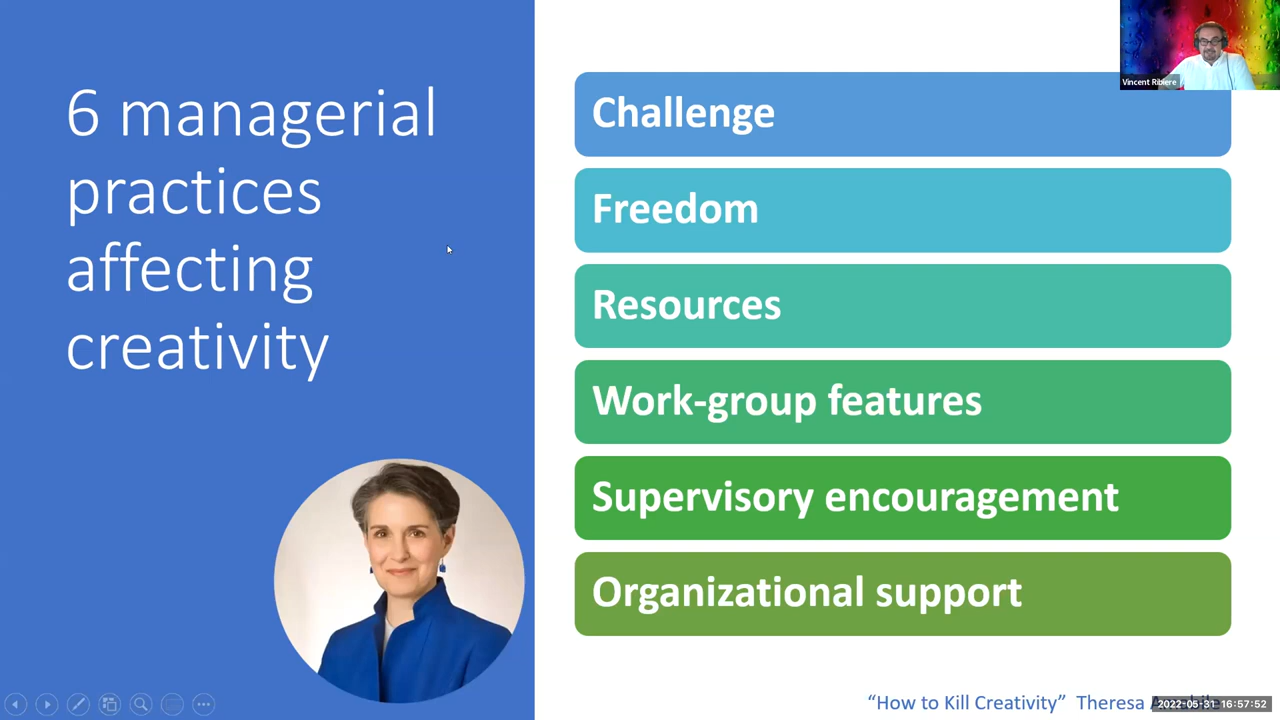 6 managerial
practices
affecting
creativity
Vincent Ribiere
Challenge
Freedom
Resources
Work-group features
Supervisory encouragement
Organizational support
“How to Kill Creativity” Theresa
2022-05-31 16:57:52